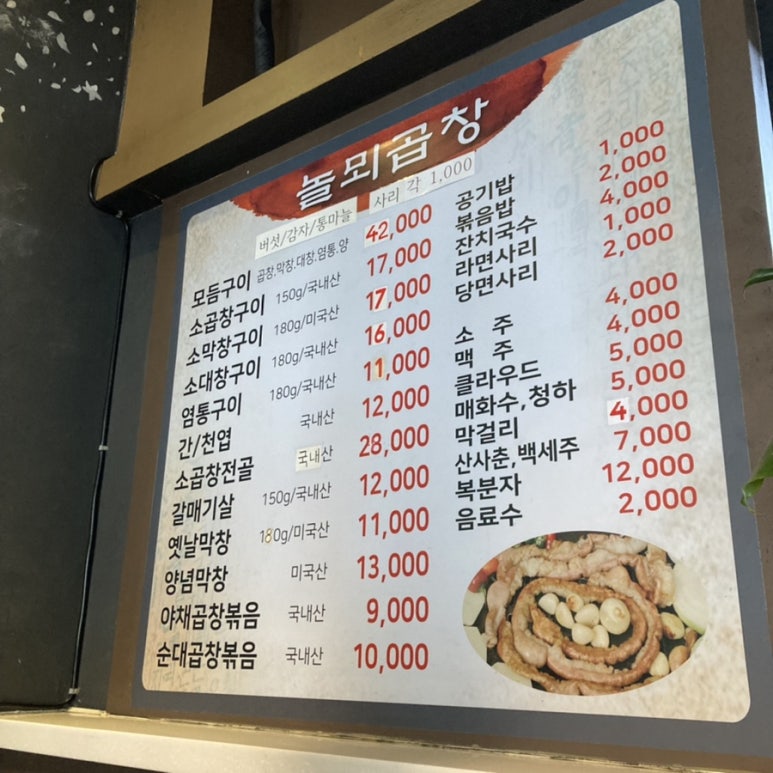 놀뫼곱창
버섯/감자/통마늘 사리 각 1,000
모듬구이 곱창.막창.대창.염통.양 42,000
소곱창구이 150g/국내산 17,000
소막창구이 180g/미국산 17,000
소대창구이 180g/국내산 16,000
염통구이 180g/국내산 11,000
간/천엽 국내산 12,000
소곱창전골 국내산 28,000
갈매기살 150g/국내산 12,000
옛날막창 180g/미국산 11,000
양념막창 미국산 13,000
야채곱창볶음 국내산 9,000
순대곱창볶음 국내산 10,000
공기밥 1,000
볶음밥 2,000
잔치국수 4,000
라면사리 1,000
당면사리 2,000
소 주 4,000
맥 주 4,000
클라우드 5,000
매화수,청하 5,000
막걸리 4,000
산사춘,백세주 7,000
복분자 12,000
음료수 2,000